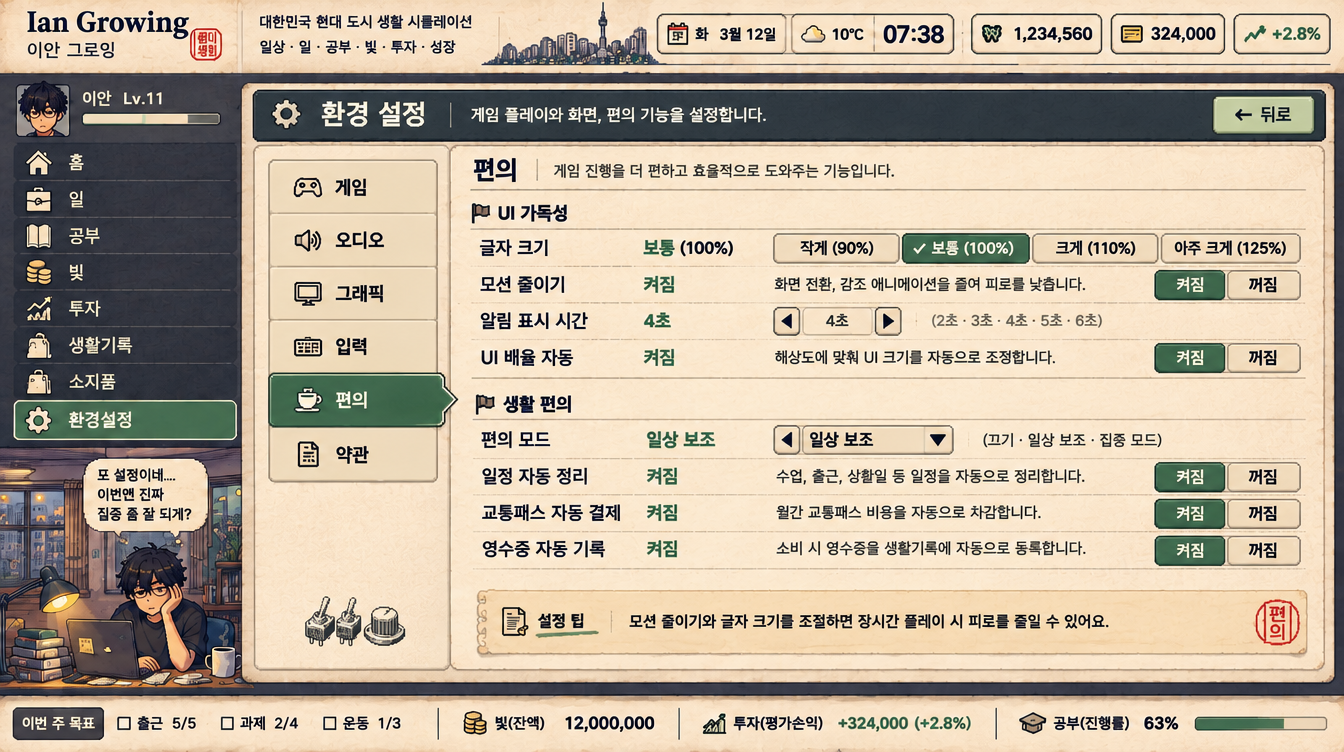 Ian Growing
이안 그로잉
대한민국 현대 도시 생활 시믈레이션
일상 · 일 · 공부 · 빚 · 투자 · 성장
화 3월 12일
10℃
07:38
1,234,560
324,000
+2.8%
이안 Lv.11
홈
일
공부
빚
투자
생활기록
소지품
환경설정
또 설정이네....
이번엔 진짜
집중 좀 잘 되게?
환경 설정
게임 플레이와 화면, 편의 기능을 설정합니다.
← 뒤로
게임
오디오
그래픽
입력
편의
약관
편의
게임 진행을 더 편하고 효율적으로 도와주는 기능입니다.
UI 가독성
글자 크기 보통 (100%) 작게 (90%) ✓ 보통 (100%) 크게 (110%) 아주 크게 (125%)
모션 줄이기 켜짐 화면 전환, 감조 애니메이션을 졸여 피로를 낮춥니다. 켜짐 꺼짐
알림 표시 시간 4초 ◀ 4초 ▶ (2초 · 3초 · 4초 · 5초 · 6초)
UI 배율 자동 켜짐 해상도에 맞춰 UI 크기를 자동으로 조정합니다. 켜짐 꺼짐
생활 편의
편의 모드 일상 보조 ◀ 일상 보조 ▼ (끄기 · 일상 보조 · 집중 모드)
일정 자동 정리 켜짐 수업, 출근, 상활일 등 일정을 자동으로 정리합니다. 켜짐 꺼짐
교통패스 자동 결제 켜짐 월간 교통패스 비용을 자동으로 차감합니다. 켜짐 꺼짐
영수중 자동 기록 켜짐 소비 시 영수중을 생활기록에 자동으로 동록합니다. 켜짐 꺼짐
설정 팁
모션 줄이기와 글자 크기를 조절하면 장시간 플레이 시 피로를 줄일 수 있어요.
편의
이번 주 목표
출근 5/5
과제 2/4
운동 1/3
빚(잔액) 12,000,000
투자(평가손익) +324,000 (+2.8%)
공부(진행률) 63%